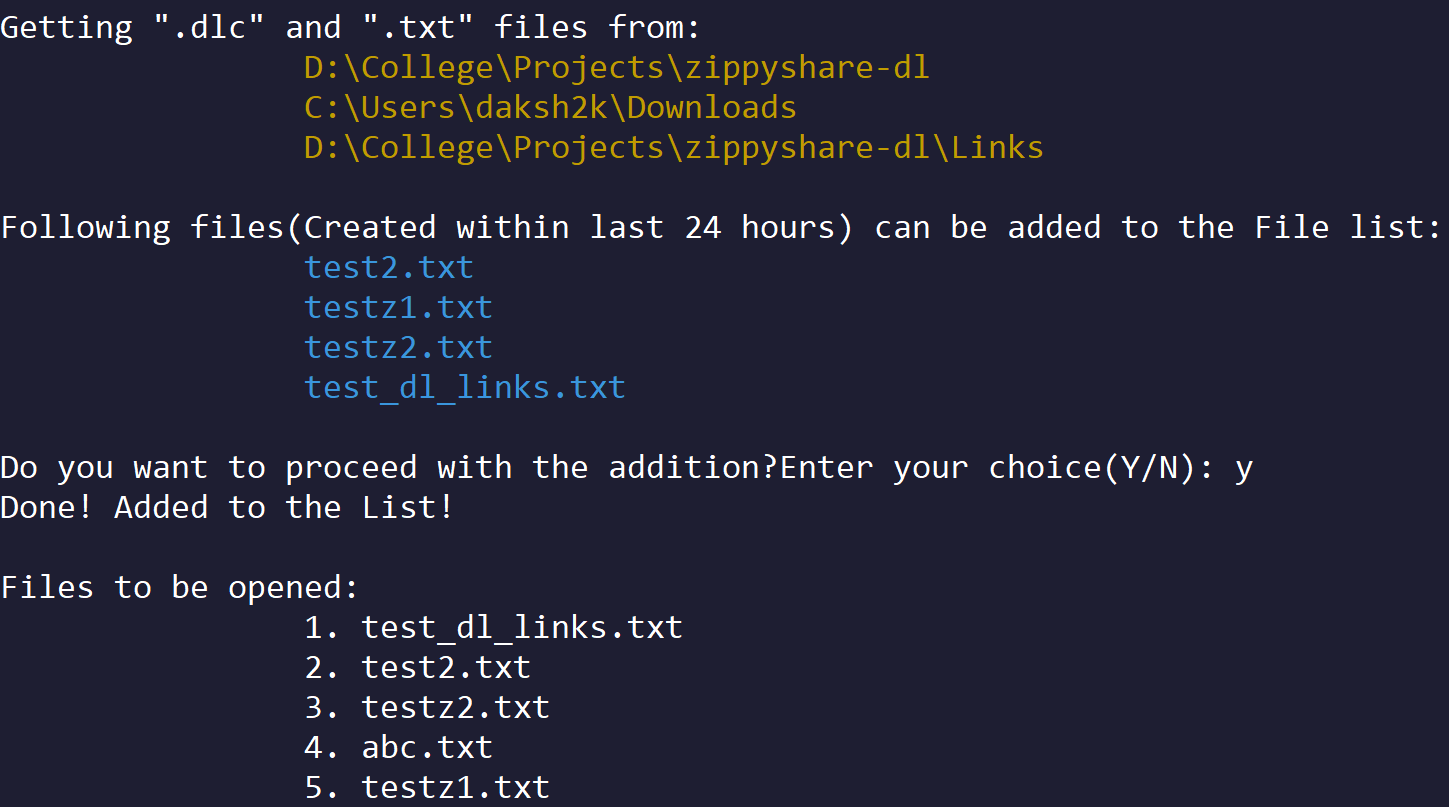 Getting ".dlc" and ".txt" files from:
D:\College\Projects\zippyshare-dl
C:\Users\daksh2k\Downloads
D:\College\Projects\zippyshare-dl\Links
Following files(Created within last 24 hours) can be added to the File list:
test2.txt
testz1.txt
testz2.txt
test_dl_links.txt
Do you want to proceed with the addition?Enter your choice(Y/N): y
Done! Added to the List!
Files to be opened:
1. test_dl_links.txt
2. test2.txt
3. testz2.txt
4. abc.txt
5. testz1.txt